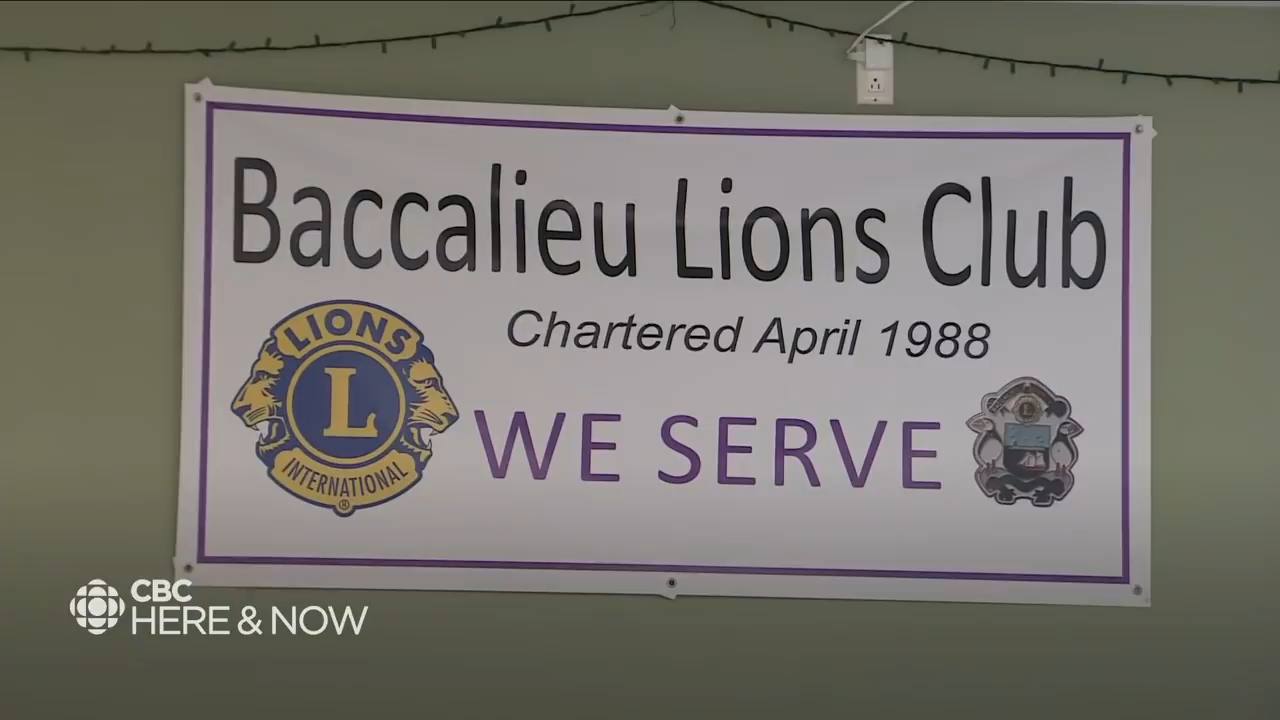 Baccalieu Lions Club
Chartered April 1988
LIONS
L
INTERNATIONAL
®
WE SERVE
CBC
HERE & NOW